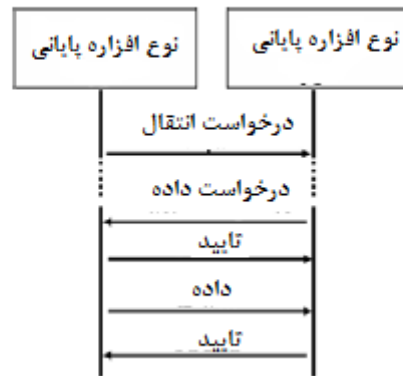 نوع افزاره پایانی
نوع افزاره پایانی
درخواست انتقال
درخواست داده
تایید
داده
تایید